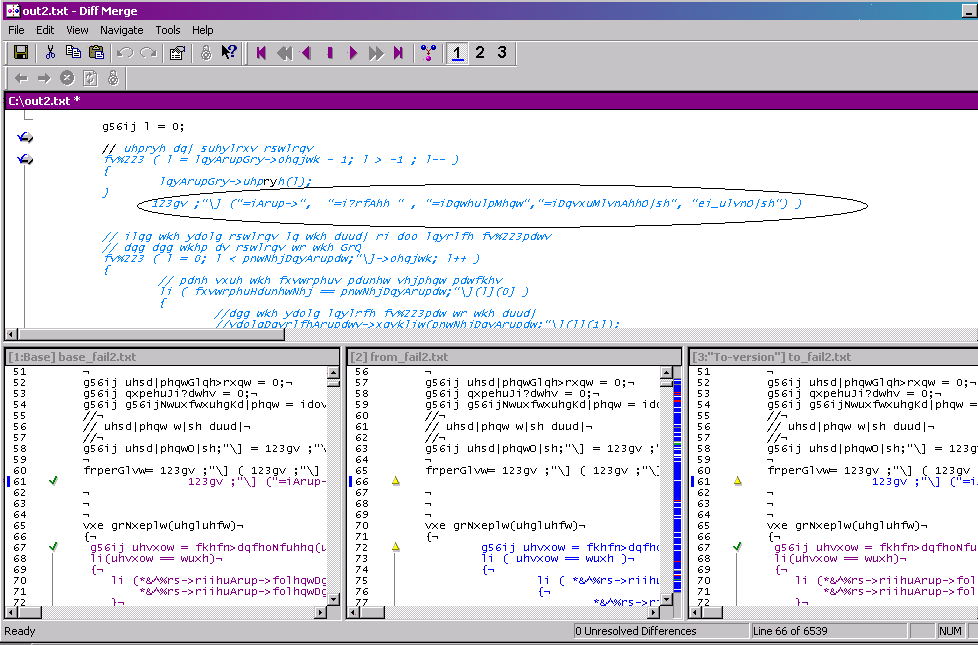 out2.txt - Diff Merge
File Edit View Navigate Tools Help
1 2 3
C:\out2.txt *
g56ij l = 0;
// uhpryh dq| suhylrxv rswlrqv
fv%223 ( l = lqyArupGry->ohqjwk - 1; l > -1 ; l-- )
{
lqyArupGry->uhpryh(l);
}
123gv ;"\] ("=iArup->", "=i?rfAhh " , "=iDqwhulpMhqw","=iDqvxuMlvnAhhO|sh", "ei_ulvnO|sh") )
// ilqg wkh ydolg rswlrqv lq wkh duud| ri doo lqyrlfh fv%223pdwv
// dqg dgg wkhp dv rswlrqv wr wkh GrQ
fv%223 ( l = 0; l < pnwNhjDqyArupdw;"\]->ohqjwk; l++ )
{
// pdnh vxuh wkh fxvwrphuv pdunhw vhjphqw pdwfkhv
li ( fxvwrphuHdunhwNhj == pnwNhjDqyArupdw;"\](l](0] )
{
//dgg wkh ydolg lqylrfh fv%223pdw wr wkh duud|
//ydolgDqyrlfhArupdwv->xqvkliw(pnwNhjDqyArupdw;"\](l](1];
[1:Base] base_fail2.txt
51 ¬
52 g56ij uhsd|phqwGlqh>rxqw = 0;¬
53 g56ij qxpehuJi?dwhv = 0;¬
54 g56ij g56ijNwuxfwxuhgKd|phqw = idov
55 //¬
56 // uhsd|phqw w|sh duud|¬
57 //¬
58 g56ij uhsd|phqwO|sh;"\] = 123gv ;"\
59 ¬
60 frperGlvw= 123gv ;"\] ( 123gv ;"\]
61 123gv ;"\] ("=iArup-
62 ¬
63 ¬
64 ¬
65 vxe grNxeplw(uhgluhfw)¬
66 {¬
67 g56ij uhvxow = fkhfn>dqfhoNfuhhq(u
68 li(uhvxow == wuxh)¬
69 {¬
70 li (*&^%rs->riihuArup->folhqwDg
71 *&^%rs->riihuArup->folhqwDg
72 }¬
[2] from_fail2.txt
56 ¬
57 g56ij uhsd|phqwGlqh>rxqw = 0;¬
58 g56ij qxpehuJi?dwhv = 0;¬
59 g56ij g56ijNwuxfwxuhgKd|phqw = idov
60 //¬
61 // uhsd|phqw w|sh duud|¬
62 //¬
63 g56ij uhsd|phqwO|sh;"\] = 123gv ;"\
64 ¬
65 frperGlvw= 123gv ;"\] ( 123gv ;"\]
66
67 ¬
68 ¬
69 ¬
70 vxe grNxeplw(uhgluhfw)¬
71 {¬
72 g56ij uhvxow = fkhfn>dqfho
73 li ( uhvxow == wuxh )¬
74 {¬
75 li ( *&^%rs->riihu
76 {¬
77 *&^%rs->ri
[3:"To-version"] to_fail2.txt
51 ¬
52 g56ij uhsd|phqwGlqh>rxqw = 0;¬
53 g56ij qxpehuJi?dwhv = 0;¬
54 g56ij g56ijNwuxfwxuhgKd|phqw = idov
55 //¬
56 // uhsd|phqw w|sh duud|¬
57 //¬
58 g56ij uhsd|phqwO|sh;"\] = 123gv
59 ¬
60 frperGlvw= 123gv ;"\] ( 123gv
61 123gv ;"\] ("=i
62 ¬
63 ¬
64 ¬
65 vxe grNxeplw(uhgluhfw)¬
66 {¬
67 g56ij uhvxow = fkhfn>dqfhoNfuhh
68 li(uhvxow == wuxh)¬
69 {¬
70 li (*&^%rs->riihuArup->fol
71 *&^%rs->riihuArup->fol
72 }¬
Ready 0 Unresolved Differences Line 66 of 6539 NUM